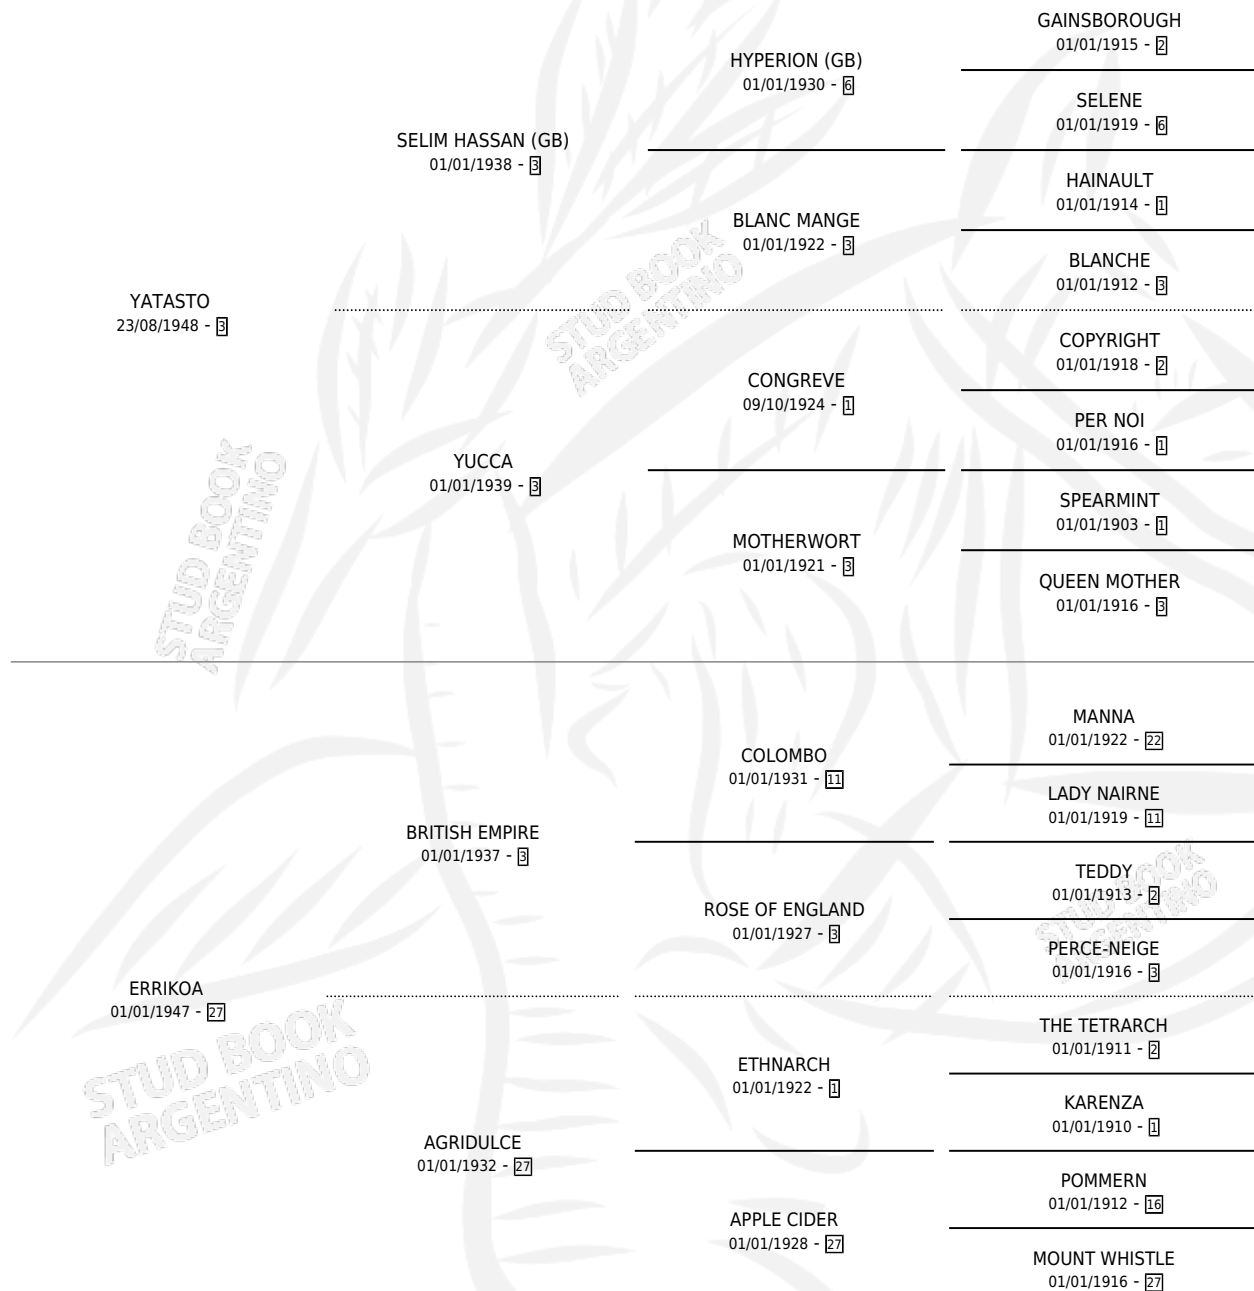 GAINSBOROUGH
01/01/1915 - 2
HYPERION (GB)
01/01/1930 - 6
SELENE
01/01/1919 - 6
SELIM HASSAN (GB)
01/01/1938 - 3
HAINAULT
01/01/1914 - 1
BLANC MANGE
01/01/1922 - 3
BLANCHE
01/01/1912 - 3
YATASTO
23/08/1948 - 3
COPYRIGHT
01/01/1918 - 2
CONGREVE
09/10/1924 - 1
PER NOI
01/01/1916 - 1
YUCCA
01/01/1939 - 3
SPEARMINT
01/01/1903 - 1
MOTHERWORT
01/01/1921 - 3
QUEEN MOTHER
01/01/1916 - 3
MANNA
01/01/1922 - 22
COLOMBO
01/01/1931 - 11
LADY NAIRNE
01/01/1919 - 11
BRITISH EMPIRE
01/01/1937 - 3
TEDDY
01/01/1913 - 2
ROSE OF ENGLAND
01/01/1927 - 3
PERCE-NEIGE
01/01/1916 - 3
ERRIKOA
01/01/1947 - 27
THE TETRARCH
01/01/1911 - 2
ETHNARCH
01/01/1922 - 1
KARENZA
01/01/1910 - 1
AGRIDULCE
01/01/1932 - 27
POMMERN
01/01/1912 - 16
APPLE CIDER
01/01/1928 - 27
MOUNT WHISTLE
01/01/1916 - 27
STUD BOOK
ARGENTINO
STUD BOOK
ARGENTINO
STUD BOOK
ARGENTINO
STUD BOOK
ARGENTINO